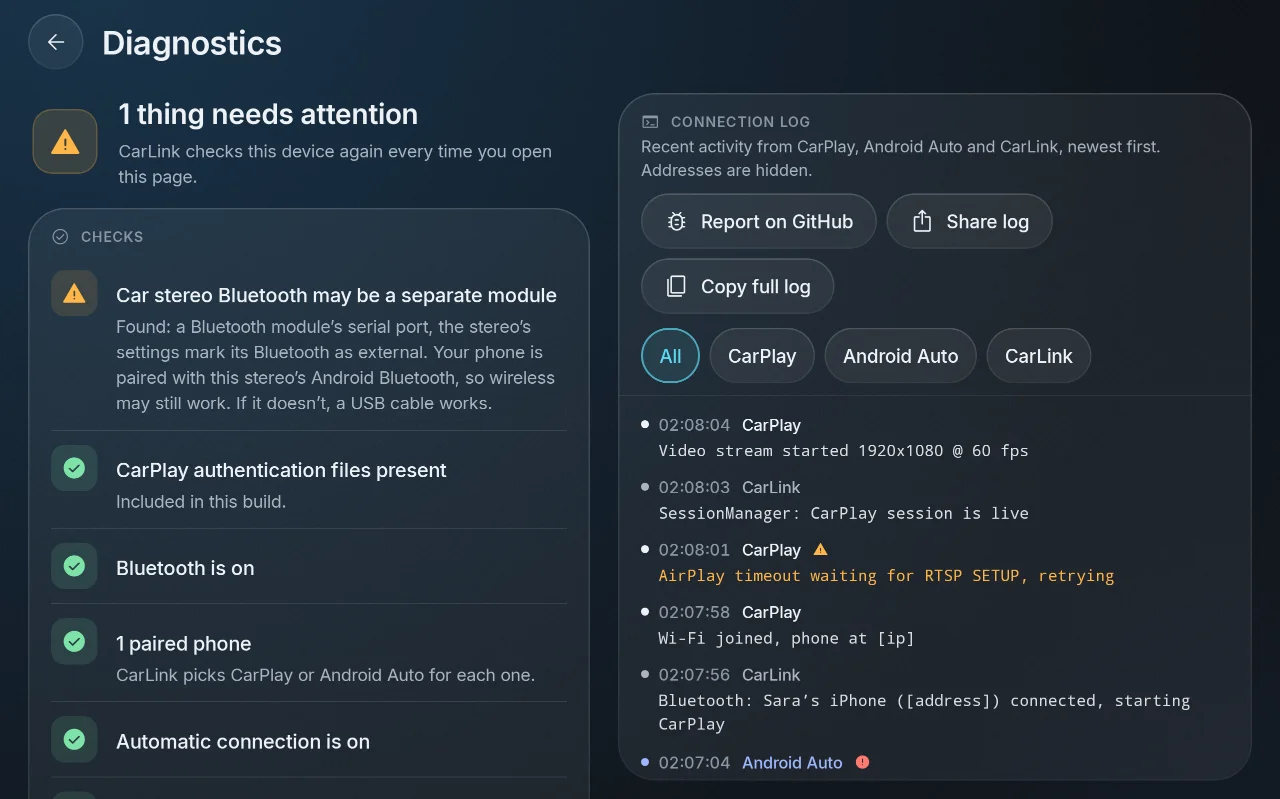 Diagnostics
1 thing needs attention
CarLink checks this device again every time you open
this page.
CHECKS
Car stereo Bluetooth may be a separate module
Found: a Bluetooth module’s serial port, the stereo’s
settings mark its Bluetooth as external. Your phone is
paired with this stereo’s Android Bluetooth, so wireless
may still work. If it doesn’t, a USB cable works.
CarPlay authentication files present
Included in this build.
Bluetooth is on
1 paired phone
CarLink picks CarPlay or Android Auto for each one.
Automatic connection is on
CONNECTION LOG
Recent activity from CarPlay, Android Auto and CarLink, newest first.
Addresses are hidden.
Report on GitHub
Share log
Copy full log
All
CarPlay
Android Auto
CarLink
02:08:04 CarPlay
Video stream started 1920x1080 @ 60 fps
02:08:03 CarLink
SessionManager: CarPlay session is live
02:08:01 CarPlay
AirPlay timeout waiting for RTSP SETUP, retrying
02:07:58 CarPlay
Wi-Fi joined, phone at [ip]
02:07:56 CarLink
Bluetooth: Sara’s iPhone ([address]) connected, starting
CarPlay
02:07:04 Android Auto